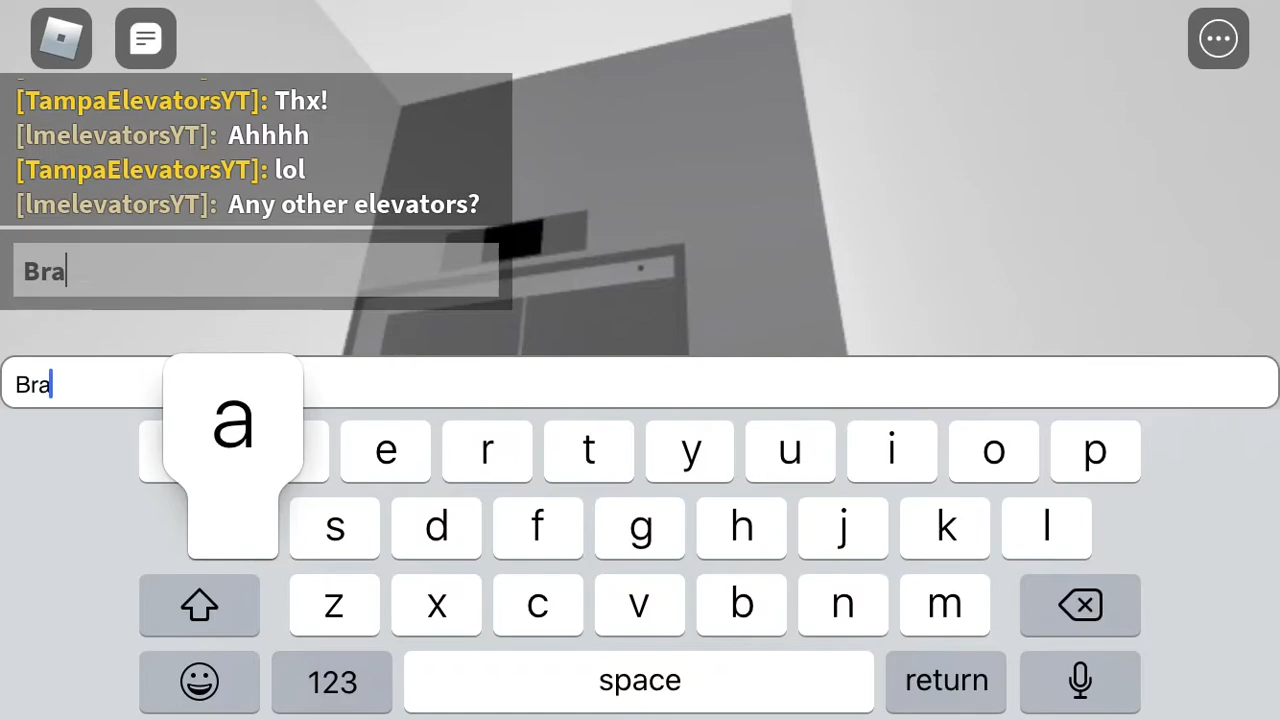 [TampaElevatorsYT]: Thx!
[lmelevatorsYT]: Ahhhh
[TampaElevatorsYT]: lol
[lmelevatorsYT]: Any other elevators?
Bra
Bra
a
e r t y u i o p
s d f g h j k l
z x c v b n m
123 space return